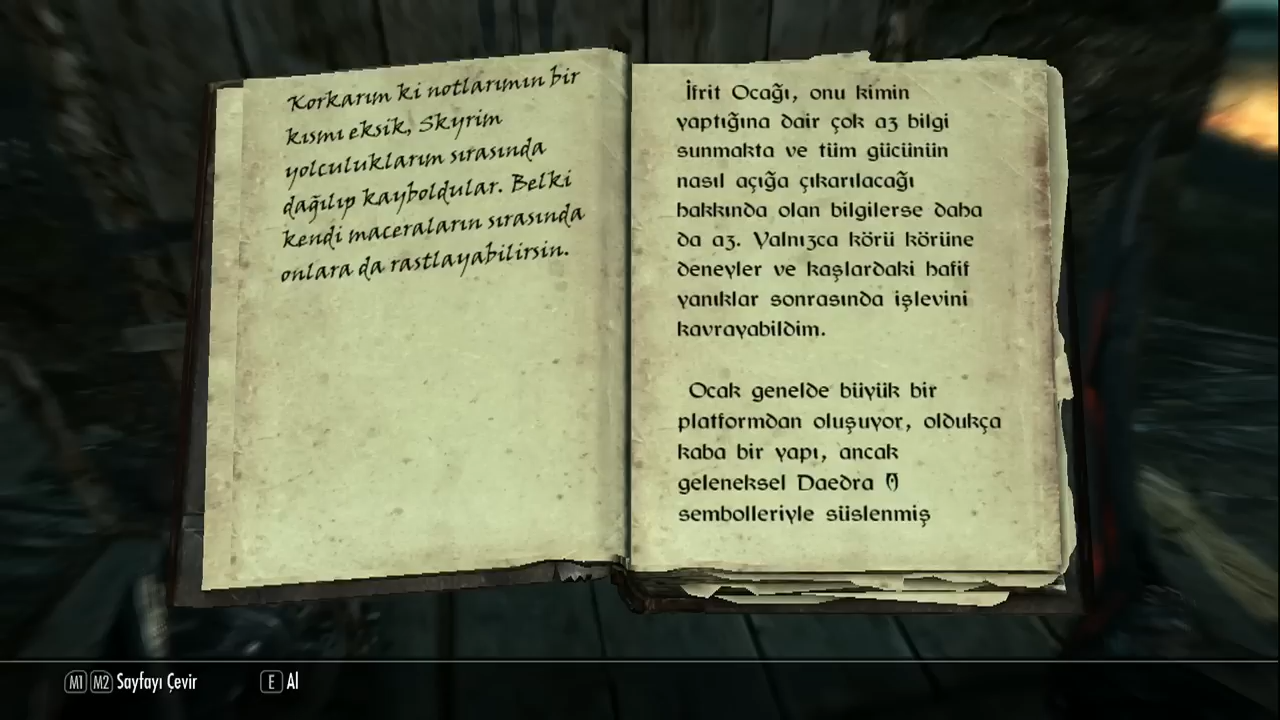 Korkarım ki notlarımın bir
kısmı eksik, Skyrim
yolculuklarım sırasında
dağılıp kayboldular. Belki
kendi maceraların sırasında
onlara da rastlayabilirsin.
İfrit Ocağı, onu kimin
yaptığına dair çok az bilgi
sunmakta ve tüm gücünün
nasıl açığa çıkarılacağı
hakkında olan bilgilerse daha
da az. Yalnızca körü körüne
deneyler ve kaşlardaki hafif
yanıklar sonrasında işlevini
kavrayabildim.
Ocak genelde büyük bir
platformdan oluşuyor, oldukça
kaba bir yapı, ancak
geleneksel Daedra
sembolleriyle süslenmiş
M1 M2 Sayfayı Çevir
E Al